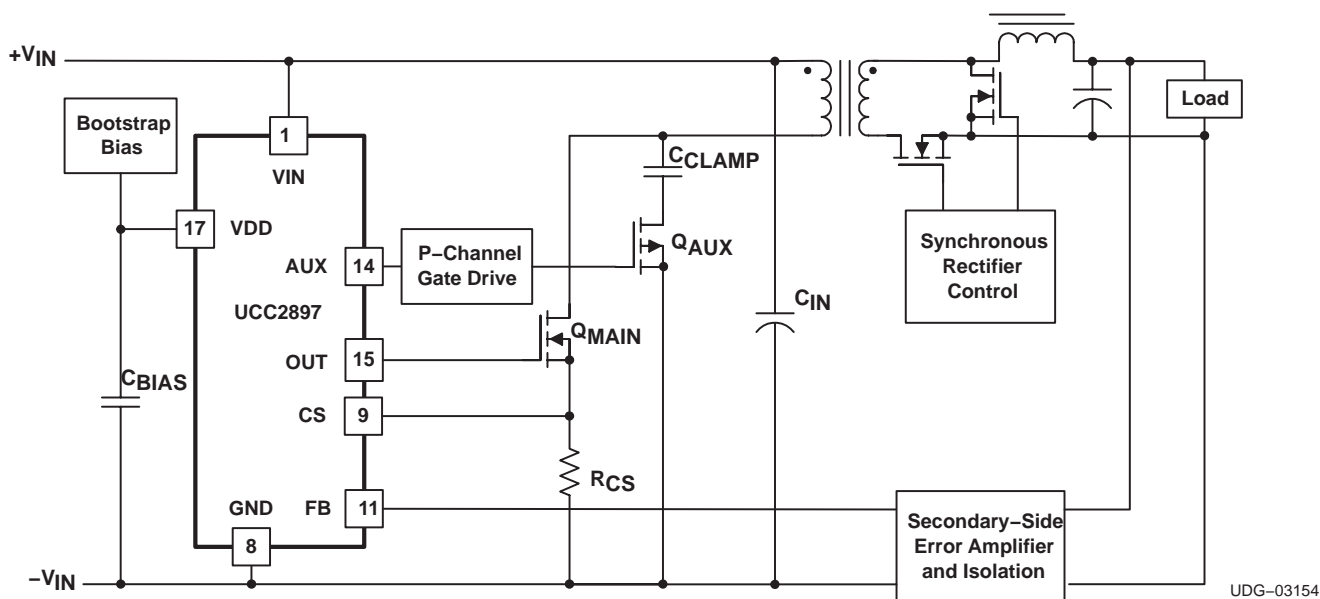 +VIN
Bootstrap
Bias
1
VIN
17
VDD
AUX
14
P−Channel
Gate Drive
UCC2897
OUT
15
CS
9
CBIAS
GND
FB
11
8
−VIN
CCLAMP
QAUX
QMAIN
RCS
CIN
Synchronous
Rectifier
Control
Load
Secondary−Side
Error Amplifier
and Isolation
UDG−03154